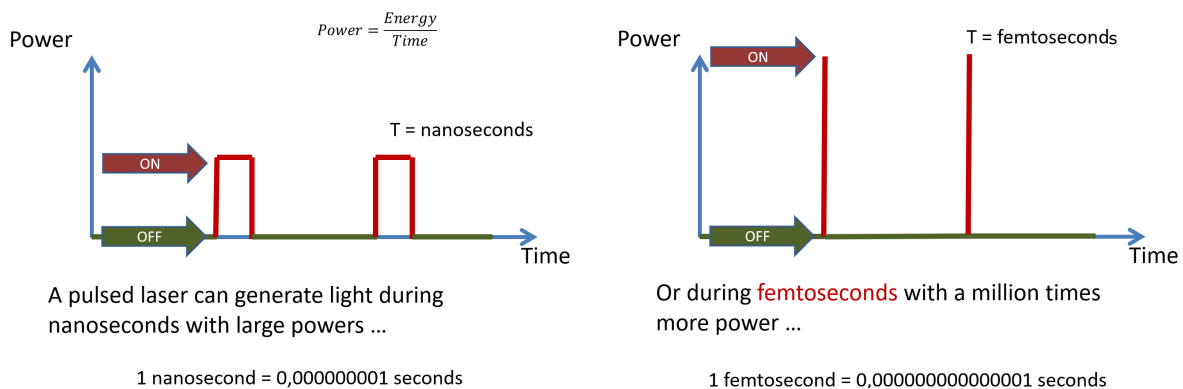 Power = Energy / Time
Power
T = nanoseconds
ON
OFF
Time
A pulsed laser can generate light during
nanoseconds with large powers ...
1 nanosecond = 0,000000001 seconds
Power
T = femtoseconds
ON
OFF
Time
Or during femtoseconds with a million times
more power ...
1 femtosecond = 0,000000000000001 seconds